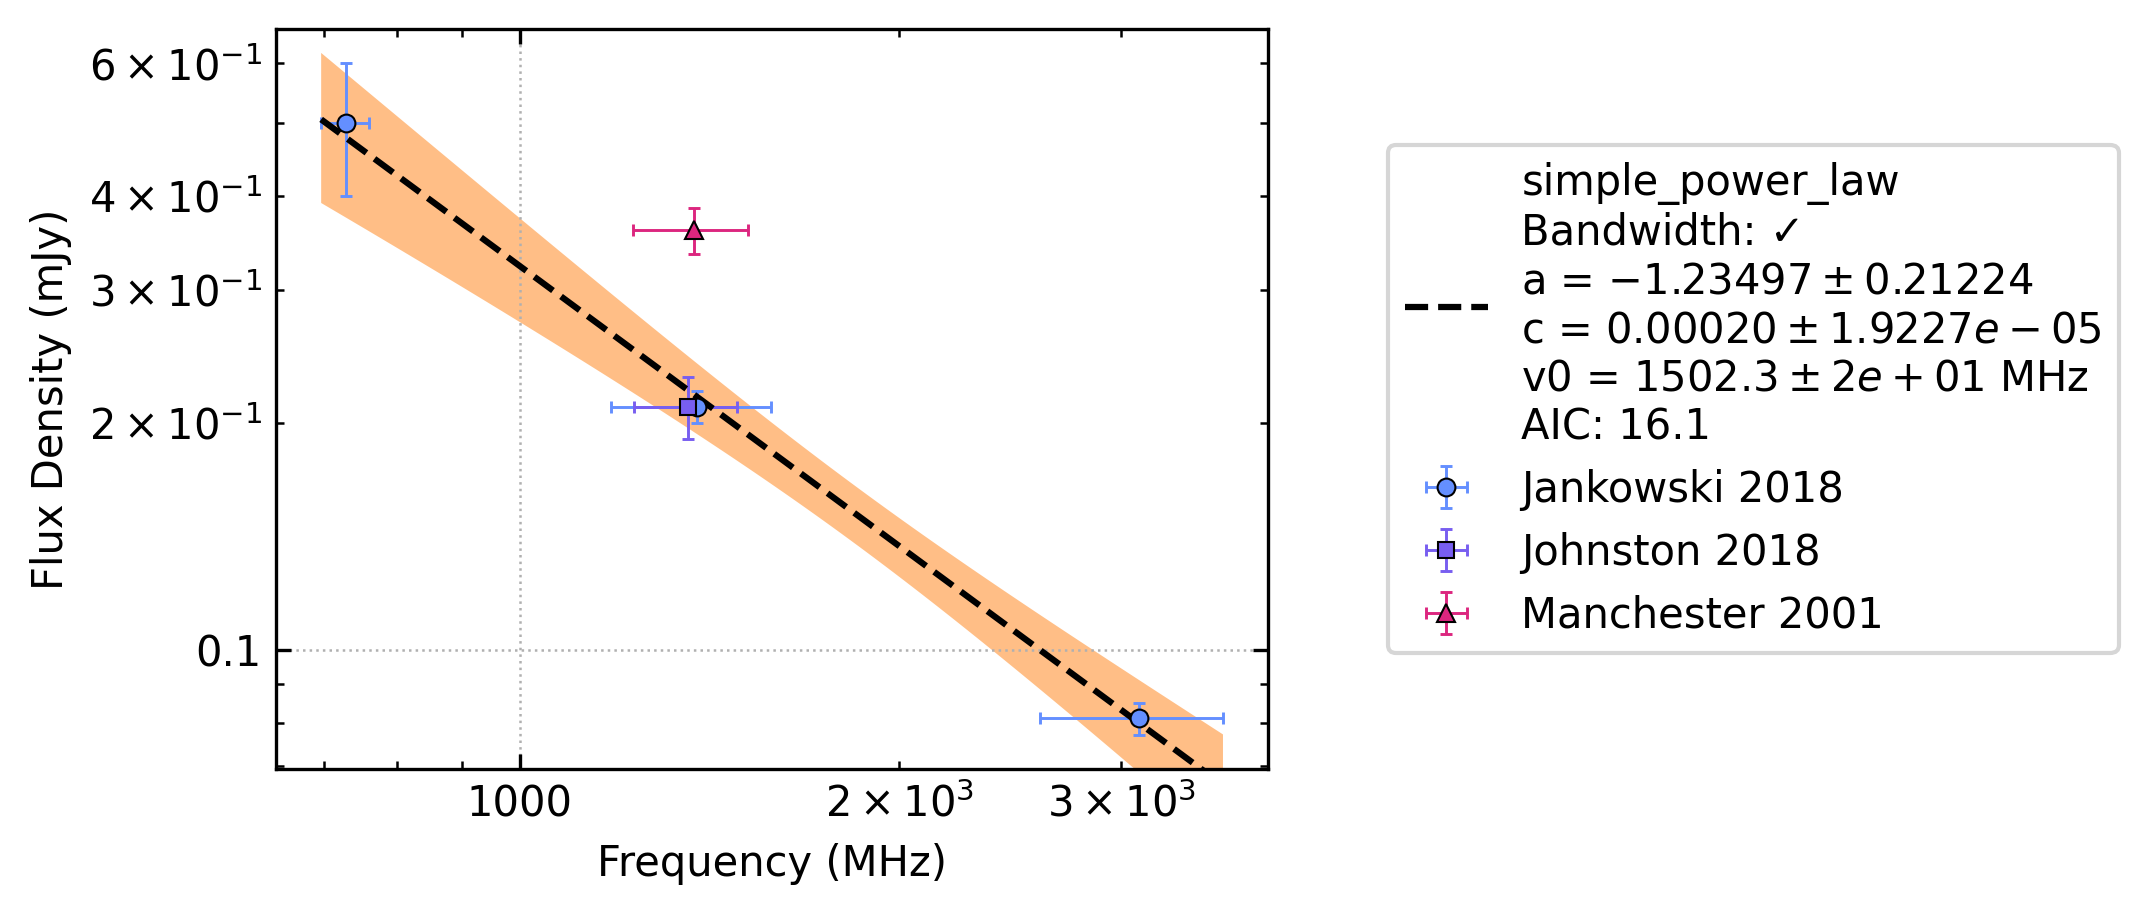 6 × 10⁻¹
4 × 10⁻¹
3 × 10⁻¹
2 × 10⁻¹
0.1
Flux Density (mJy)
1000
2 × 10³
3 × 10³
Frequency (MHz)
simple_power_law
Bandwidth: ✓
a = −1.23497 ± 0.21224
c = 0.00020 ± 1.9227e − 05
v0 = 1502.3 ± 2e + 01 MHz
AIC: 16.1
Jankowski 2018
Johnston 2018
Manchester 2001